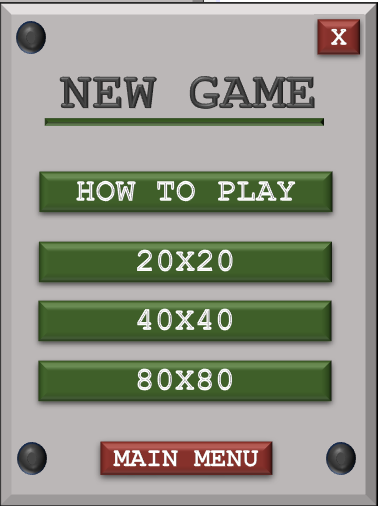 X
NEW GAME
HOW TO PLAY
20X20
40X40
80X80
MAIN MENU